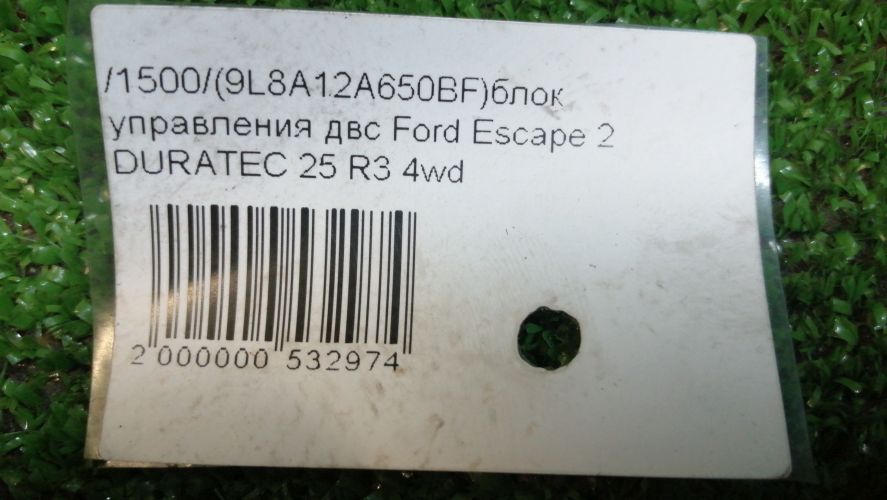 /1500/(9L8A12A650BF)блок
управления двс Ford Escape 2
DURATEC 25 R3 4wd
2 000000 532974